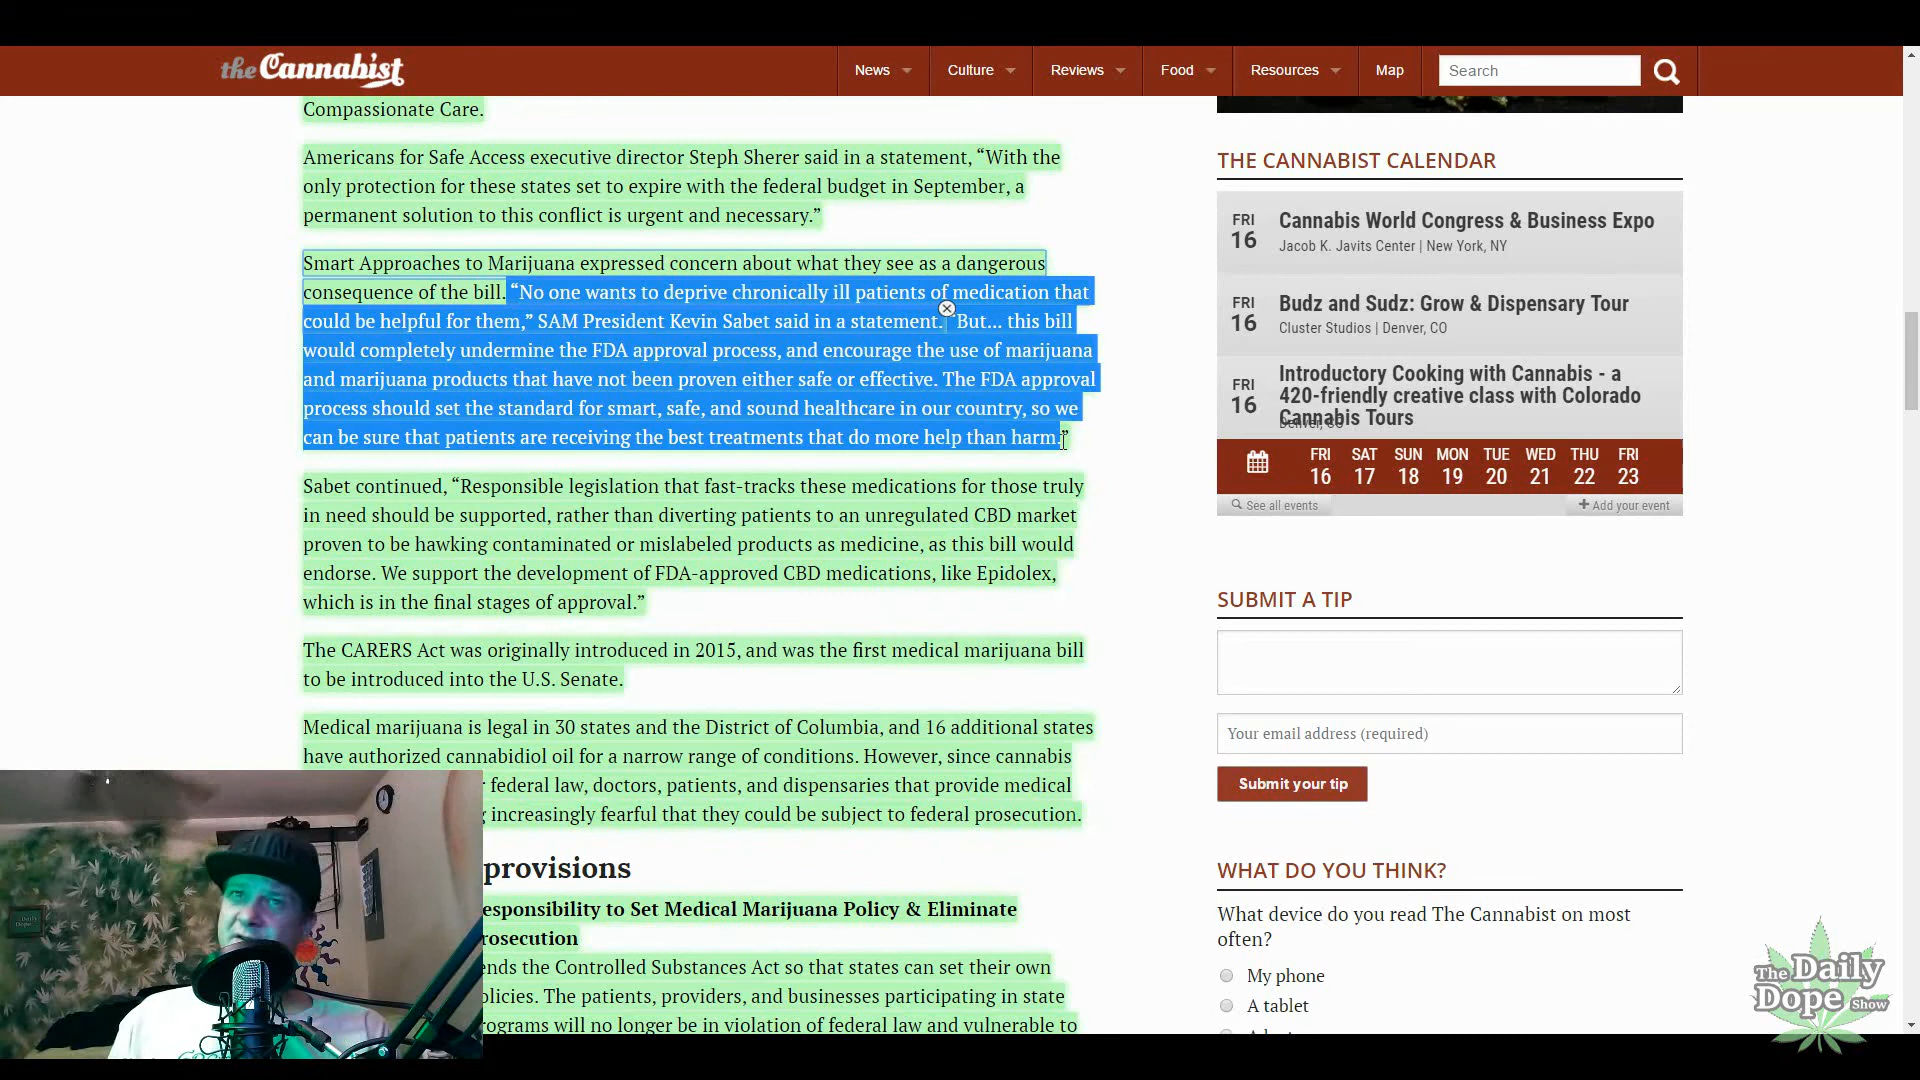 the Cannabist
News
Culture
Reviews
Food
Resources
Map
Search
Compassionate Care.
Americans for Safe Access executive director Steph Sherer said in a statement, “With the
only protection for these states set to expire with the federal budget in September, a
permanent solution to this conflict is urgent and necessary.”
Smart Approaches to Marijuana expressed concern about what they see as a dangerous
consequence of the bill. “No one wants to deprive chronically ill patients of medication that
could be helpful for them,” SAM President Kevin Sabet said in a statement. “But... this bill
would completely undermine the FDA approval process, and encourage the use of marijuana
and marijuana products that have not been proven either safe or effective. The FDA approval
process should set the standard for smart, safe, and sound healthcare in our country, so we
can be sure that patients are receiving the best treatments that do more help than harm.”
Sabet continued, “Responsible legislation that fast-tracks these medications for those truly
in need should be supported, rather than diverting patients to an unregulated CBD market
proven to be hawking contaminated or mislabeled products as medicine, as this bill would
endorse. We support the development of FDA-approved CBD medications, like Epidolex,
which is in the final stages of approval.”
The CARERS Act was originally introduced in 2015, and was the first medical marijuana bill
to be introduced into the U.S. Senate.
Medical marijuana is legal in 30 states and the District of Columbia, and 16 additional states
have authorized cannabidiol oil for a narrow range of conditions. However, since cannabis
federal law, doctors, patients, and dispensaries that provide medical
increasingly fearful that they could be subject to federal prosecution.
provisions
esponsibility to Set Medical Marijuana Policy & Eliminate
rosecution
ends the Controlled Substances Act so that states can set their own
olicies. The patients, providers, and businesses participating in state
rograms will no longer be in violation of federal law and vulnerable to
THE CANNABIST CALENDAR
FRI
16
Cannabis World Congress & Business Expo
Jacob K. Javits Center | New York, NY
FRI
16
Budz and Sudz: Grow & Dispensary Tour
Cluster Studios | Denver, CO
FRI
16
Introductory Cooking with Cannabis - a
420-friendly creative class with Colorado
Cannabis Tours
Denver, CO
FRI SAT SUN MON TUE WED THU FRI
16 17 18 19 20 21 22 23
See all events
Add your event
SUBMIT A TIP
Your email address (required)
Submit your tip
WHAT DO YOU THINK?
What device do you read The Cannabist on most
often?
My phone
A tablet
The Daily
Dope Show